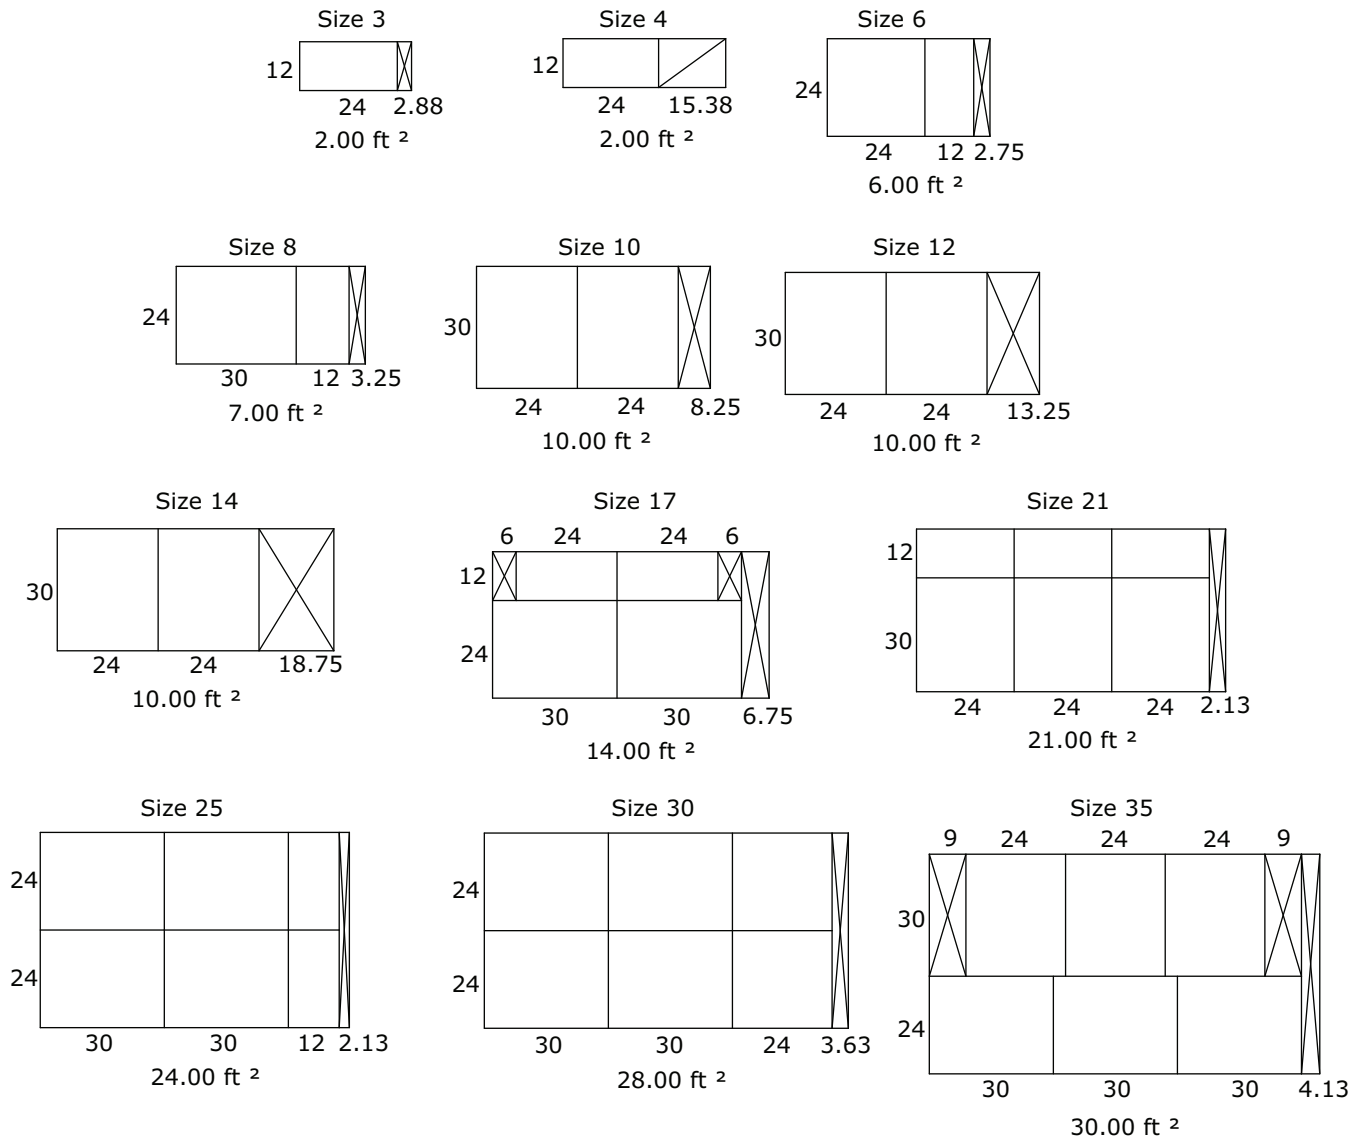 Size 3
12
24 2.88
2.00 ft ²
Size 4
12
24 15.38
2.00 ft ²
Size 6
24
24 12 2.75
6.00 ft ²
Size 8
24
30 12 3.25
7.00 ft ²
Size 10
30
24 24 8.25
10.00 ft ²
Size 12
30
24 24 13.25
10.00 ft ²
Size 14
30
24 24 18.75
10.00 ft ²
Size 17
6 24 24 6
12
24
30 30 6.75
14.00 ft ²
Size 21
12
30
24 24 24 2.13
21.00 ft ²
Size 25
24
24
30 30 12 2.13
24.00 ft ²
Size 30
24
24
30 30 24 3.63
28.00 ft ²
Size 35
9 24 24 24 9
30
24
30 30 30 4.13
30.00 ft ²